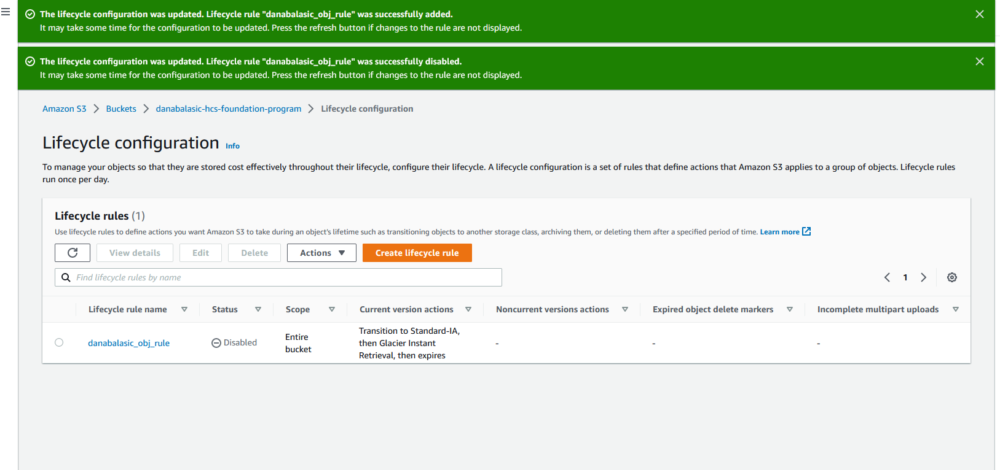 The lifecycle configuration was updated. Lifecycle rule "danabalasic_obj_rule" was successfully added.
It may take some time for the configuration to be updated. Press the refresh button if changes to the rule are not displayed.
The lifecycle configuration was updated. Lifecycle rule "danabalasic_obj_rule" was successfully disabled.
It may take some time for the configuration to be updated. Press the refresh button if changes to the rule are not displayed.
Amazon S3 > Buckets > danabalasic-hcs-foundation-program > Lifecycle configuration
Lifecycle configuration Info
To manage your objects so that they are stored cost effectively throughout their lifecycle, configure their lifecycle. A lifecycle configuration is a set of rules that define actions that Amazon S3 applies to a group of objects. Lifecycle rules
run once per day.
Lifecycle rules (1)
Use lifecycle rules to define actions you want Amazon S3 to take during an object's lifetime such as transitioning objects to another storage class, archiving them, or deleting them after a specified period of time. Learn more
View details Edit Delete Actions Create lifecycle rule
Find lifecycle rules by name
1
Lifecycle rule name Status Scope Current version actions Noncurrent versions actions Expired object delete markers Incomplete multipart uploads
danabalasic_obj_rule
Disabled
Entire
bucket
Transition to Standard-IA,
then Glacier Instant
Retrieval, then expires
- - -